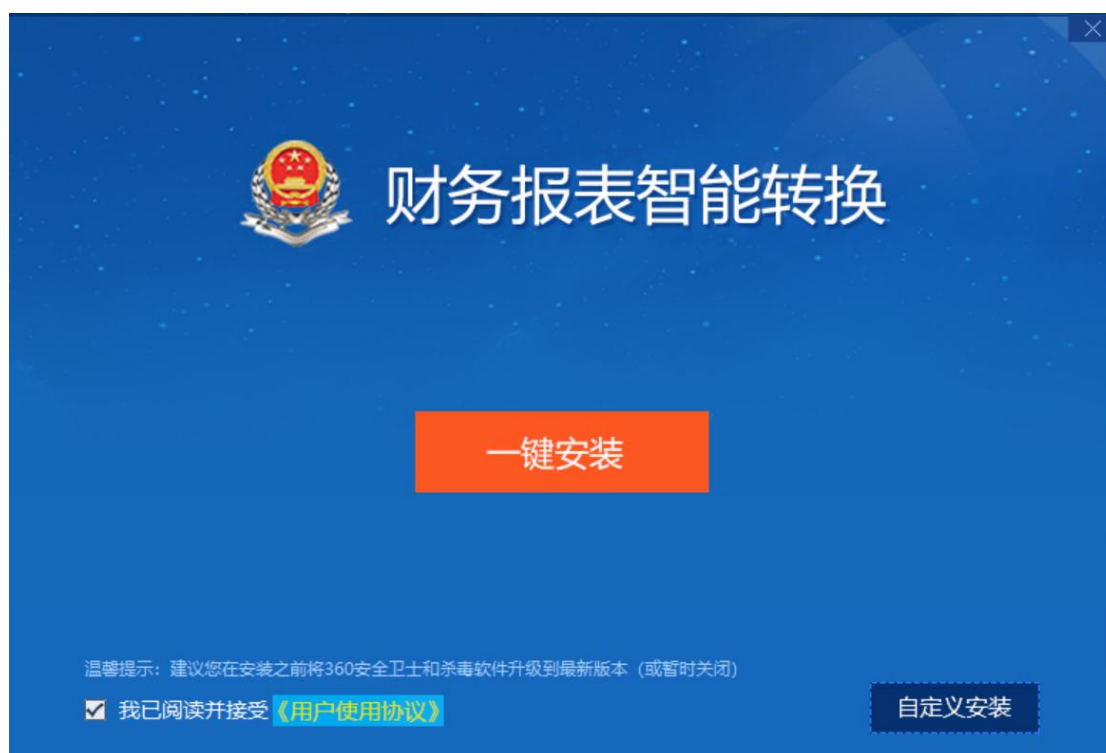 财务报表智能转换
一键安装
温馨提示：建议您在安装之前将360安全卫士和杀毒软件升级到最新版本（或暂时关闭）
我已阅读并接受《用户使用协议》
自定义安装